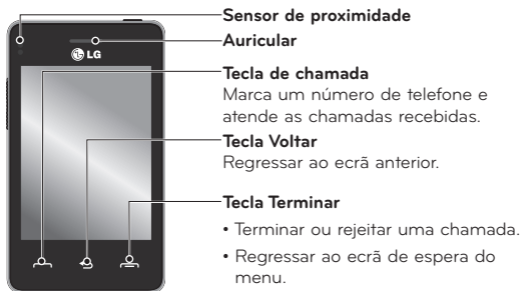 Sensor de proximidade
Auricular
LG
Tecla de chamada
Marca um número de telefone e
atende as chamadas recebidas.
Tecla Voltar
Regressar ao ecrã anterior.
Tecla Terminar
• Terminar ou rejeitar uma chamada.
• Regressar ao ecrã de espera do
menu.